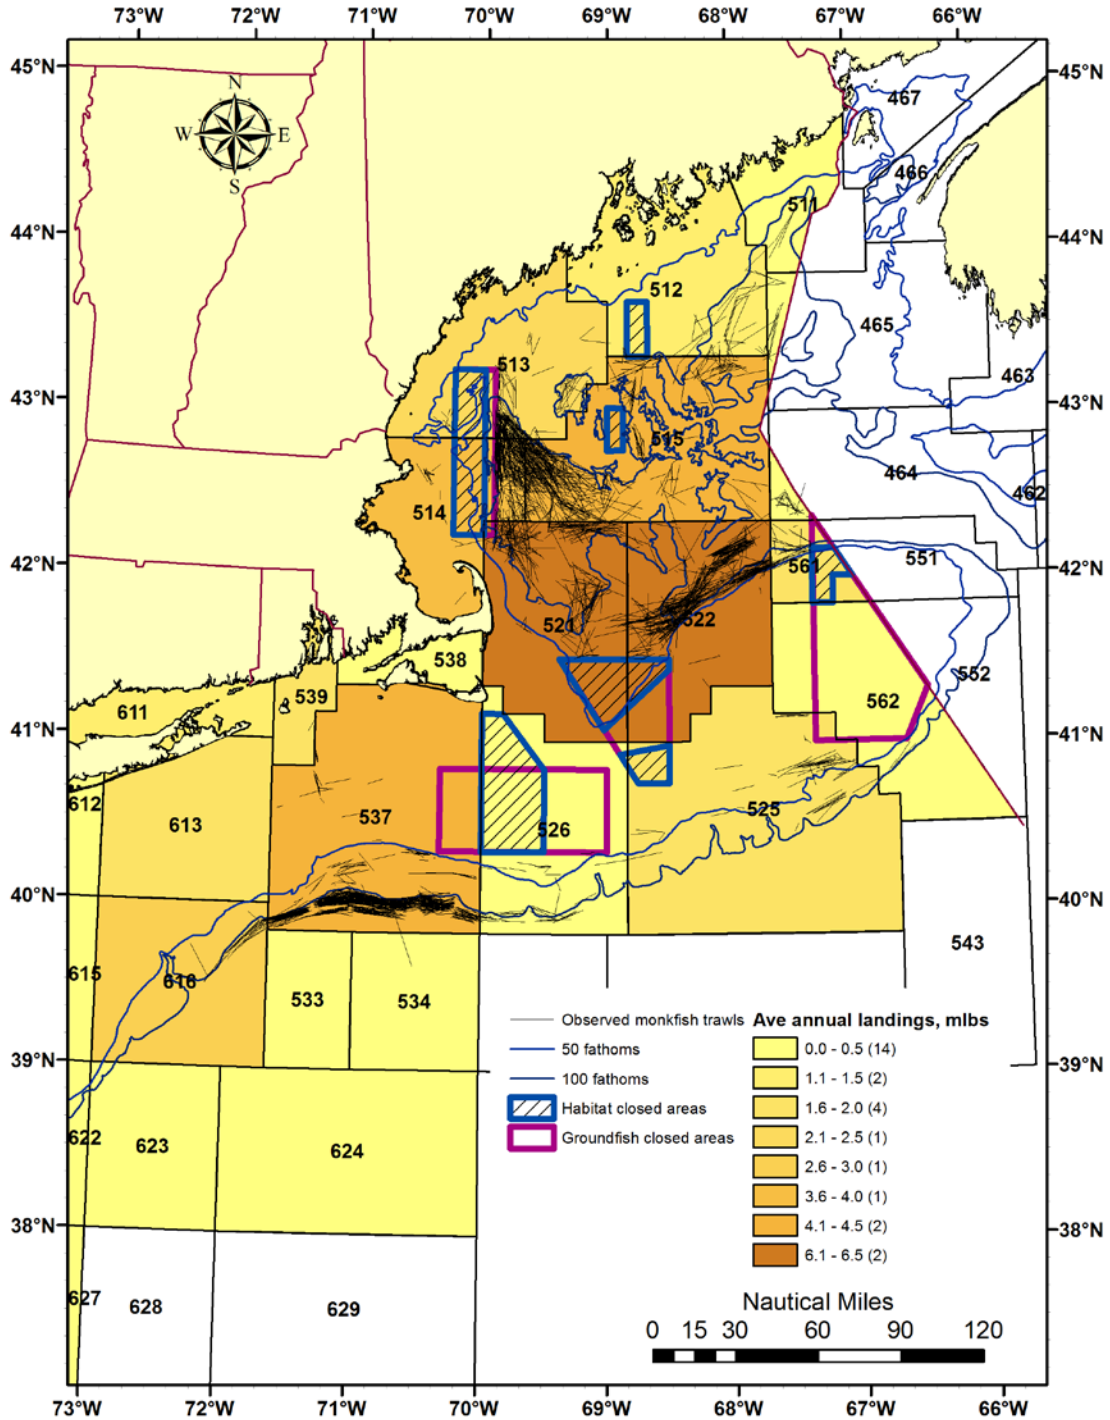 73°W 72°W 71°W 70°W 69°W 68°W 67°W 66°W
45°N 45°N
N
W E
S
467
466
511
44°N 44°N
512
465
513
463
43°N 43°N
515
464
462
514
42°N 42°N
561
551
521
522
538
552
539
562
611
41°N 41°N
612
613
537
526
525
40°N 40°N
543
615
616
533
534
Observed monkfish trawls
50 fathoms
100 fathoms
Habitat closed areas
Groundfish closed areas
Ave annual landings, mlbs
0.0 - 0.5 (14)
1.1 - 1.5 (2)
1.6 - 2.0 (4)
2.1 - 2.5 (1)
2.6 - 3.0 (1)
3.6 - 4.0 (1)
4.1 - 4.5 (2)
6.1 - 6.5 (2)
39°N 39°N
622
623
624
38°N 38°N
627
628
629
Nautical Miles
0 15 30 60 90 120
73°W 72°W 71°W 70°W 69°W 68°W 67°W 66°W